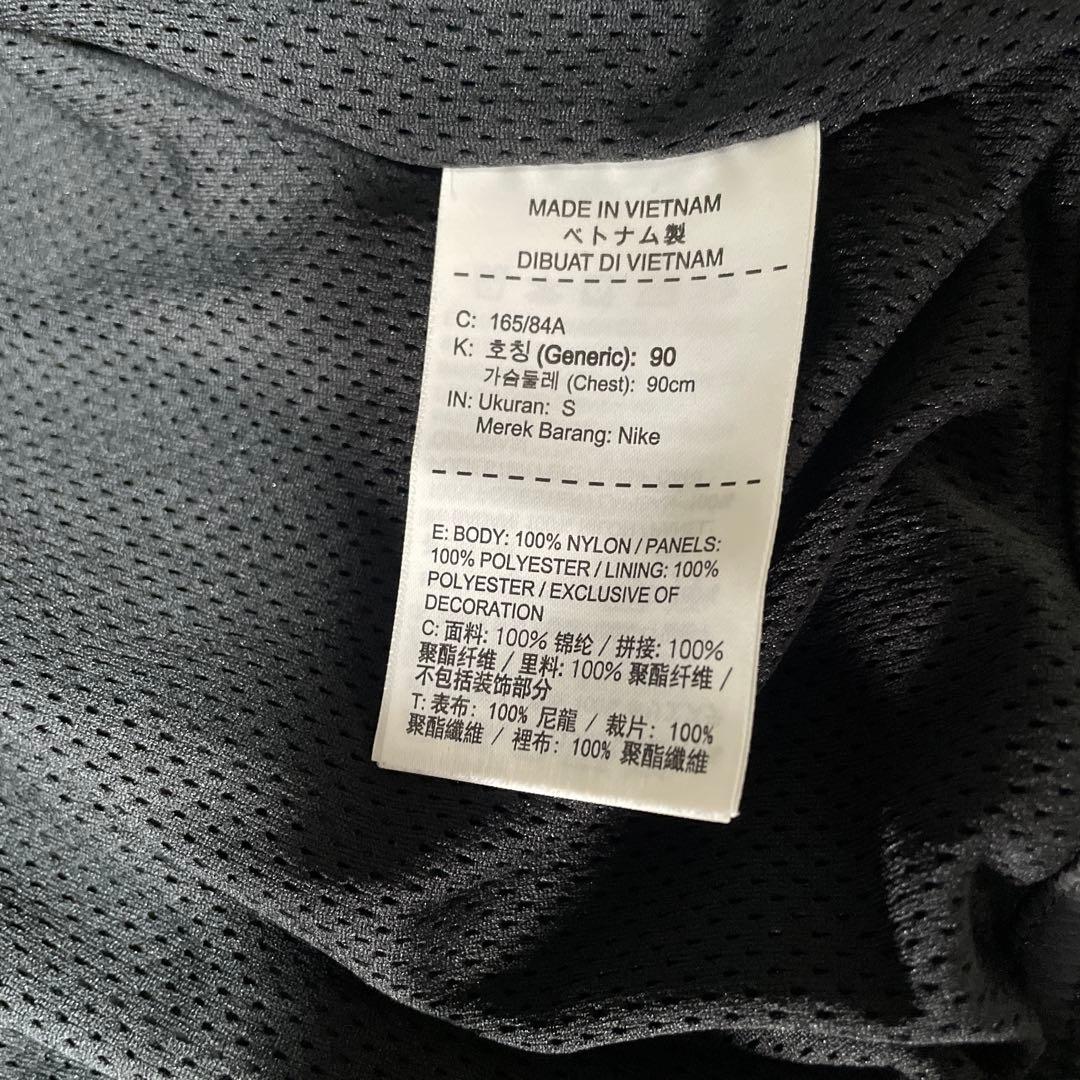 MADE IN VIETNAM
ベトナム製
DIBUAT DI VIETNAM
C: 165/84A
K: 호칭 (Generic): 90
가슴둘레 (Chest): 90cm
IN: Ukuran: S
Merek Barang: Nike
E: BODY: 100% NYLON / PANELS:
100% POLYESTER / LINING: 100%
POLYESTER / EXCLUSIVE OF
DECORATION
C: 面料: 100% 锦纶 / 拼接: 100%
聚酯纤维 / 里料: 100% 聚酯纤维 /
不包括装饰部分
T: 表布: 100% 尼龍 / 裁片: 100%
聚酯纖維 / 裡布: 100% 聚酯纖維